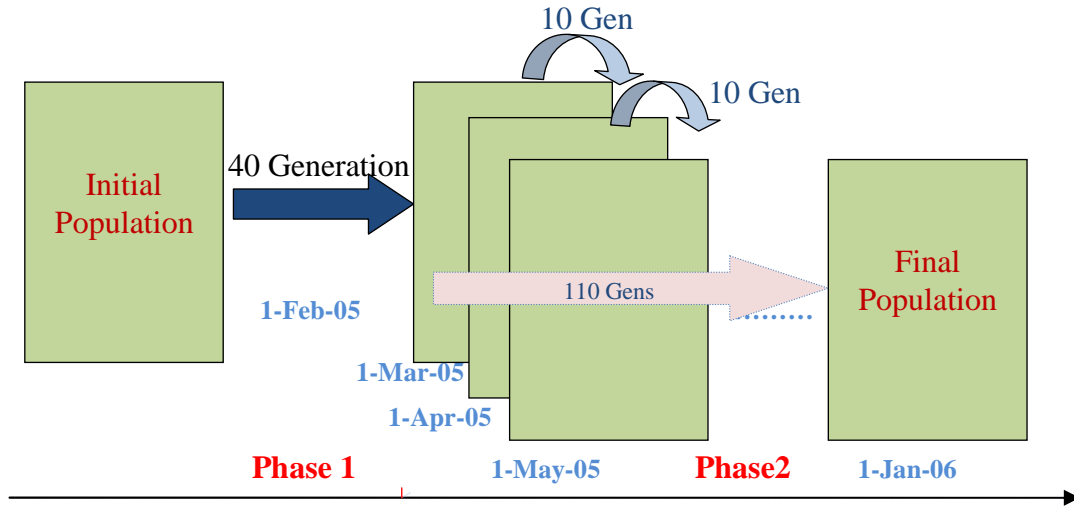 10 Gen
10 Gen
40 Generation
Initial
Population
Final
Population
110 Gens
1-Feb-05
.........
1-Mar-05
1-Apr-05
Phase 1
1-May-05
Phase2
1-Jan-06